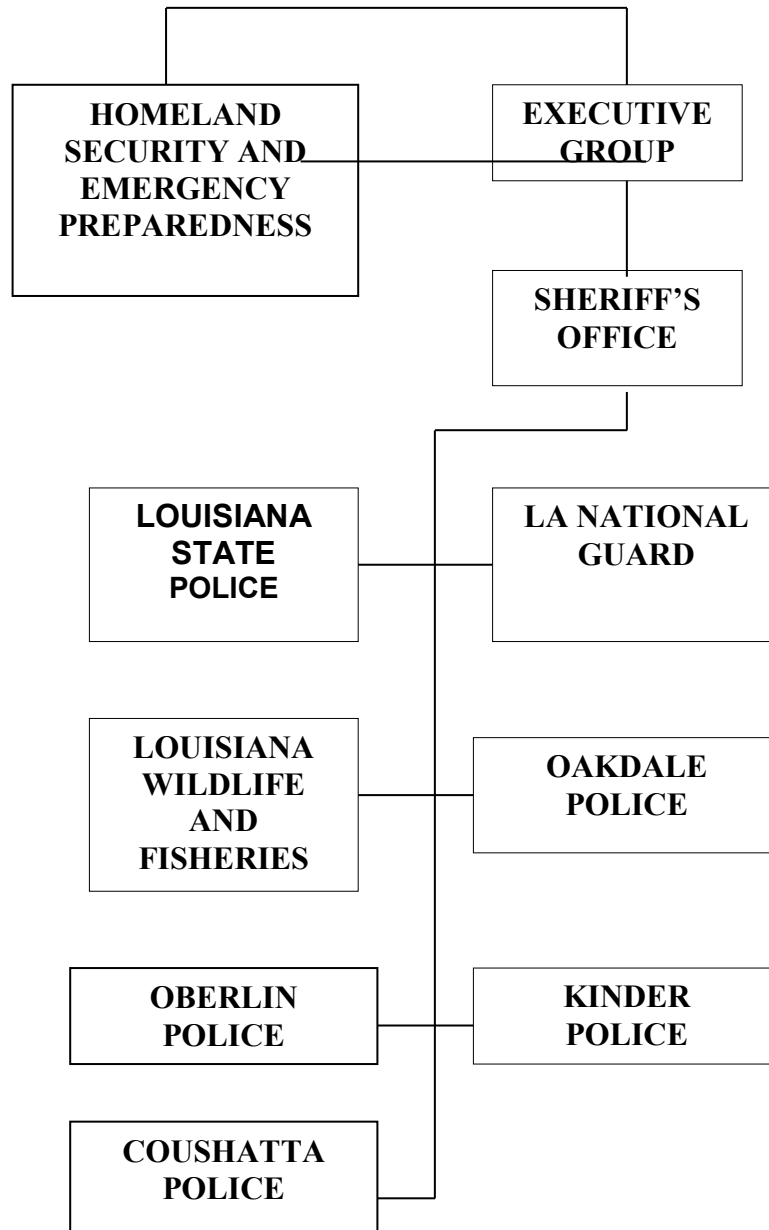 HOMELAND
SECURITY AND
EMERGENCY
PREPAREDNESS
EXECUTIVE
GROUP
SHERIFF’S
OFFICE
LOUISIANA
STATE
POLICE
LA NATIONAL
GUARD
LOUISIANA
WILDLIFE
AND
FISHERIES
OAKDALE
POLICE
OBERLIN
POLICE
KINDER
POLICE
COUSHATTA
POLICE